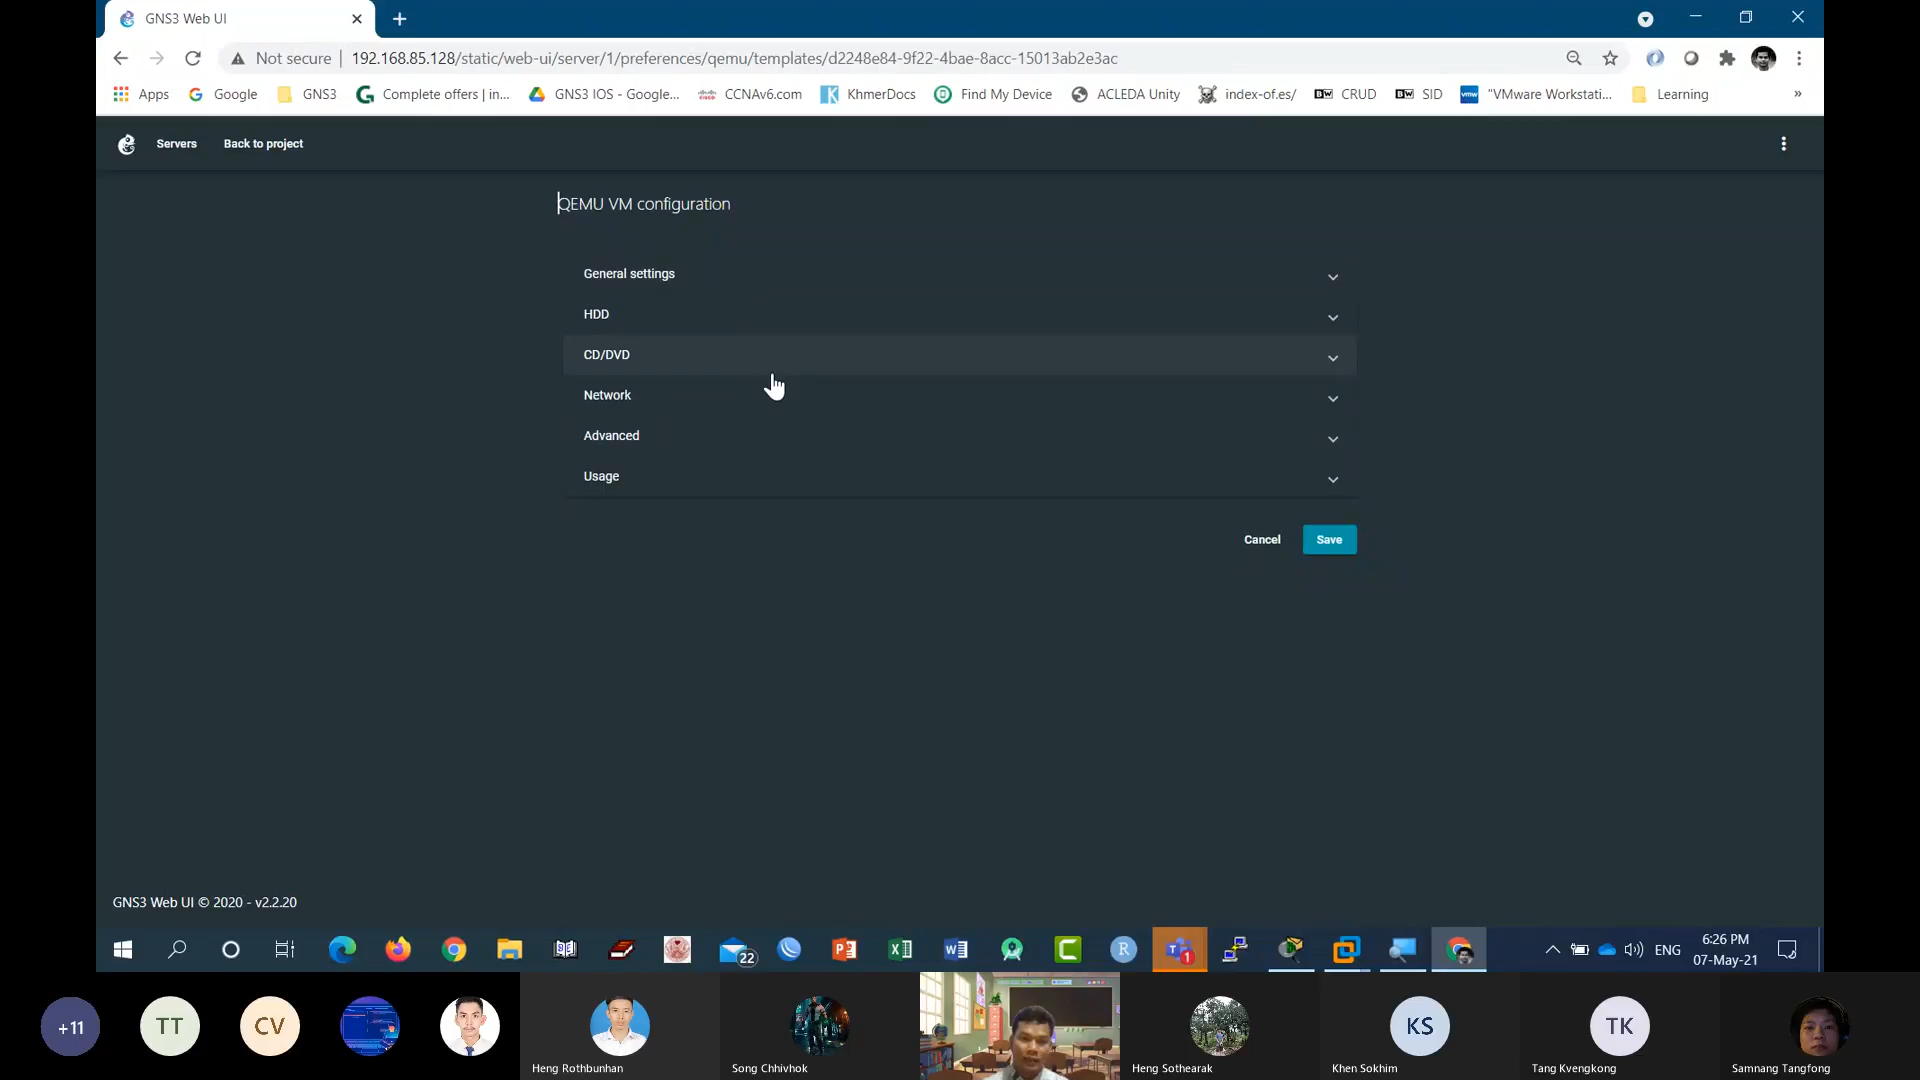 GNS3 Web UI
Not secure
192.168.85.128/static/web-ui/server/1/preferences/qemu/templates/d2248e84-9f22-4bae-8acc-15013ab2e3ac
Apps
Google
GNS3
Complete offers | in...
GNS3 IOS - Google...
CCNAv6.com
KhmerDocs
Find My Device
ACLEDA Unity
index-of.es/
BW CRUD
BW SID
vmw "VMware Workstati...
Learning
»
Servers
Back to project
QEMU VM configuration
General settings
HDD
CD/DVD
Network
Advanced
Usage
Cancel
Save
GNS3 Web UI © 2020 - v2.2.20
22
1
ENG
6:26 PM
07-May-21
+11
TT
CV
KS
TK
Heng Rothbunhan
Song Chhivhok
Heng Sothearak
Khen Sokhim
Tang Kvengkong
Samnang Tangfong